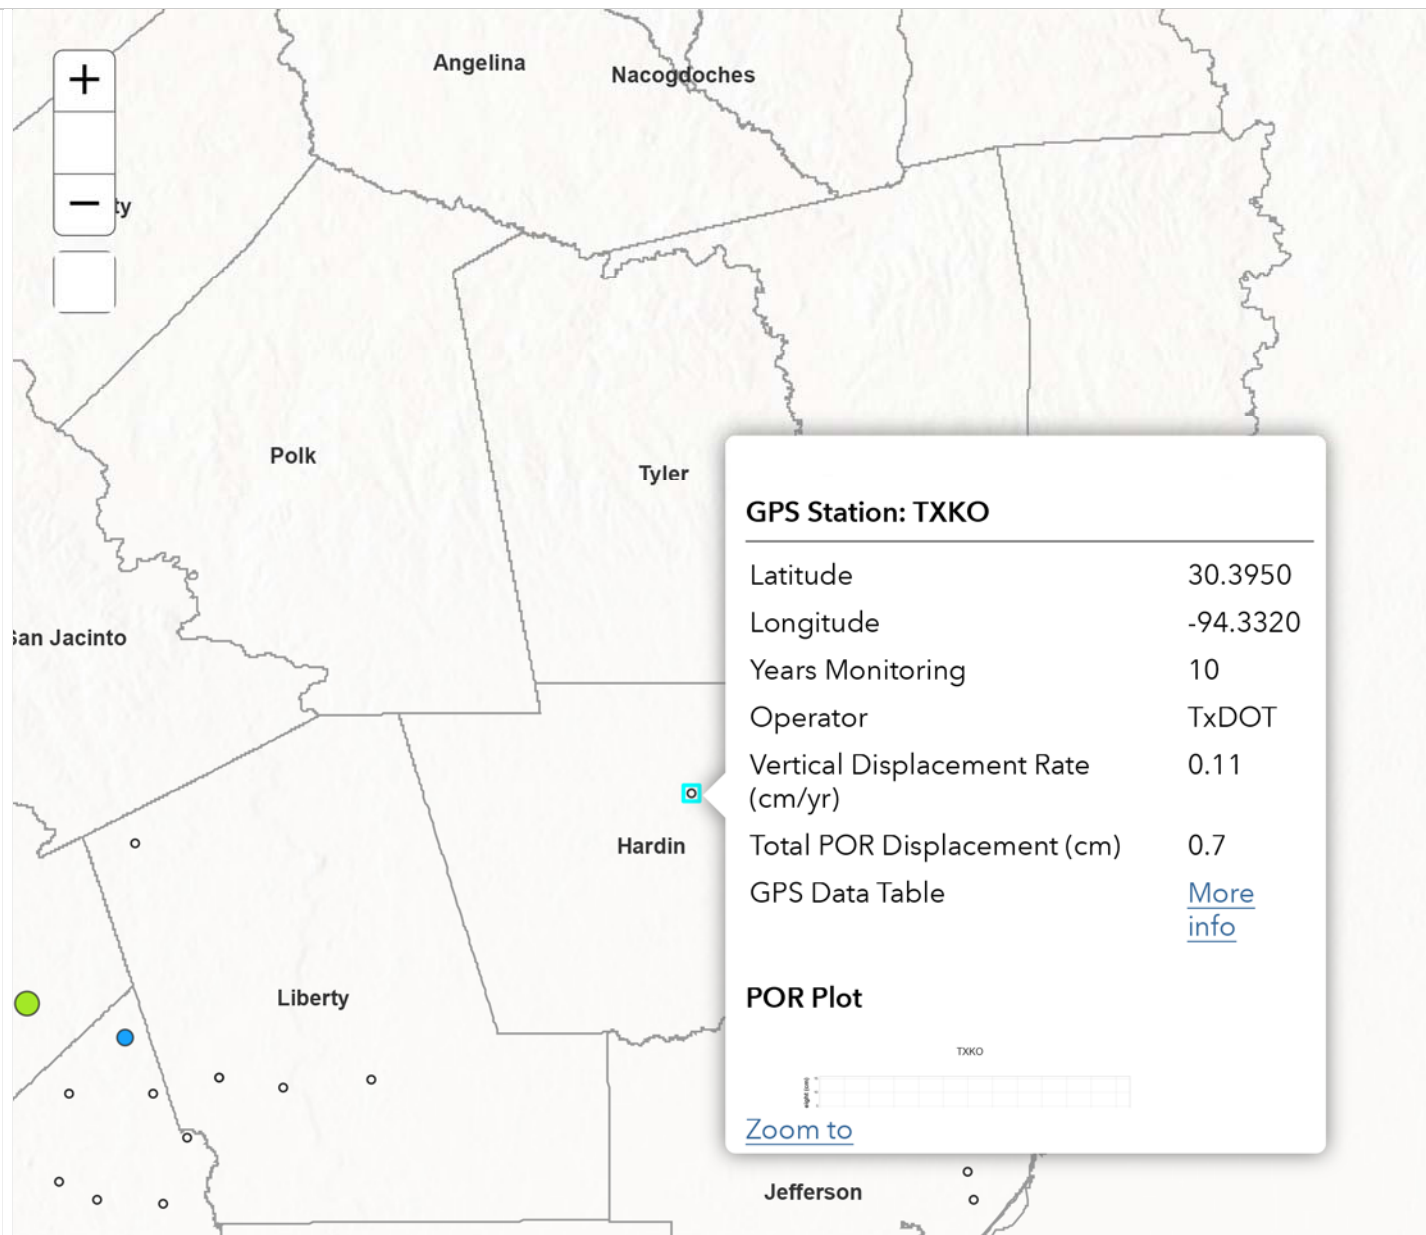 Angelina
Nacogdoches
+
−
ty
Polk
Tyler
San Jacinto
Hardin
Liberty
Jefferson
GPS Station: TXKO
Latitude 30.3950
Longitude -94.3320
Years Monitoring 10
Operator TxDOT
Vertical Displacement Rate 0.11
(cm/yr)
Total POR Displacement (cm) 0.7
GPS Data Table More
info
POR Plot
TXKO
Zoom to